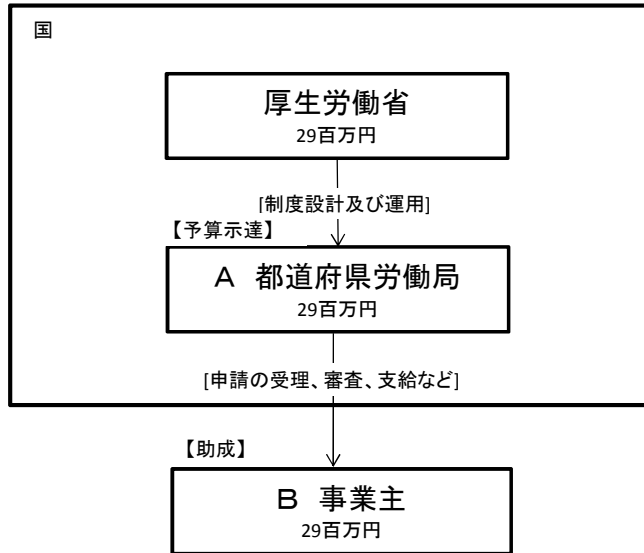 国
厚生労働省
29百万円
[制度設計及び運用]
【予算示達】
Ａ 都道府県労働局
29百万円
[申請の受理、審査、支給など]
【助成】
Ｂ 事業主
29百万円